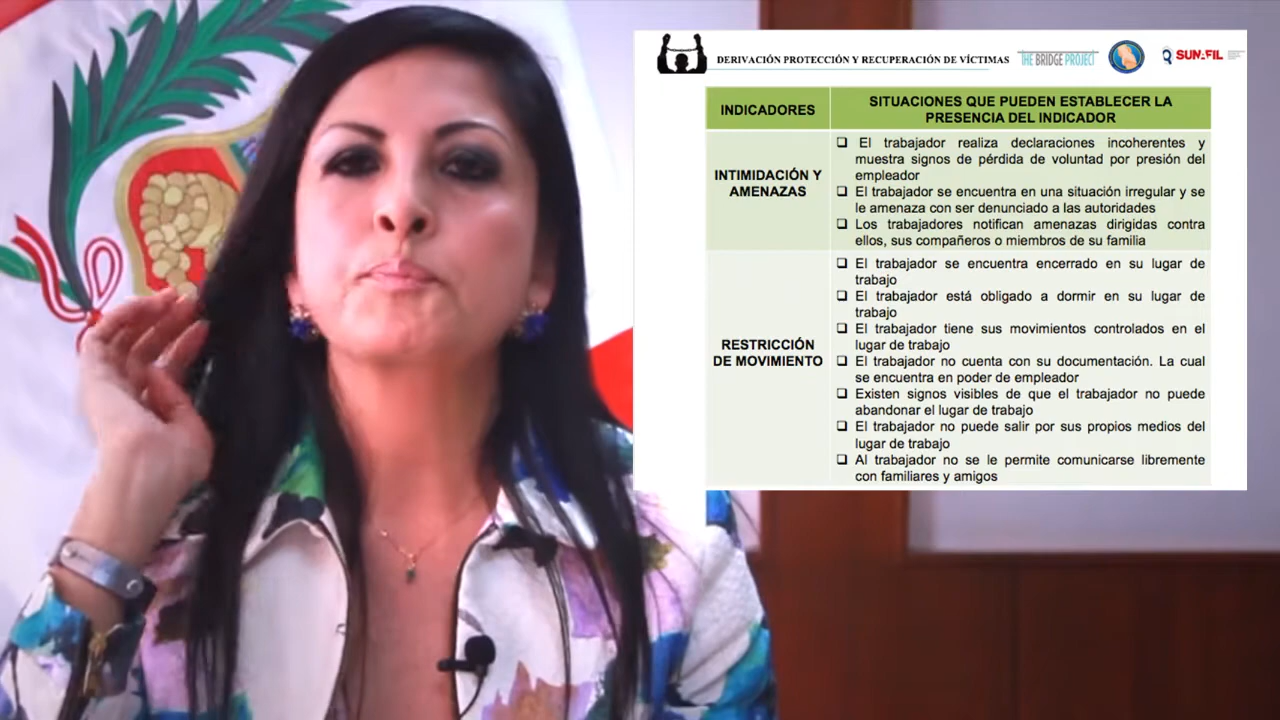 DERIVACIÓN PROTECCIÓN Y RECUPERACIÓN DE VÍCTIMAS
THE BRIDGE PROJECT
SUNAFIL
INDICADORES
SITUACIONES QUE PUEDEN ESTABLECER LA
PRESENCIA DEL INDICADOR
INTIMIDACIÓN Y
AMENAZAS
El trabajador realiza declaraciones incoherentes y
muestra signos de pérdida de voluntad por presión del
empleador
El trabajador se encuentra en una situación irregular y se
le amenaza con ser denunciado a las autoridades
Los trabajadores notifican amenazas dirigidas contra
ellos, sus compañeros o miembros de su familia
RESTRICCIÓN
DE MOVIMIENTO
El trabajador se encuentra encerrado en su lugar de
trabajo
El trabajador está obligado a dormir en su lugar de
trabajo
El trabajador tiene sus movimientos controlados en el
lugar de trabajo
El trabajador no cuenta con su documentación. La cual
se encuentra en poder de empleador
Existen signos visibles de que el trabajador no puede
abandonar el lugar de trabajo
El trabajador no puede salir por sus propios medios del
lugar de trabajo
Al trabajador no se le permite comunicarse libremente
con familiares y amigos